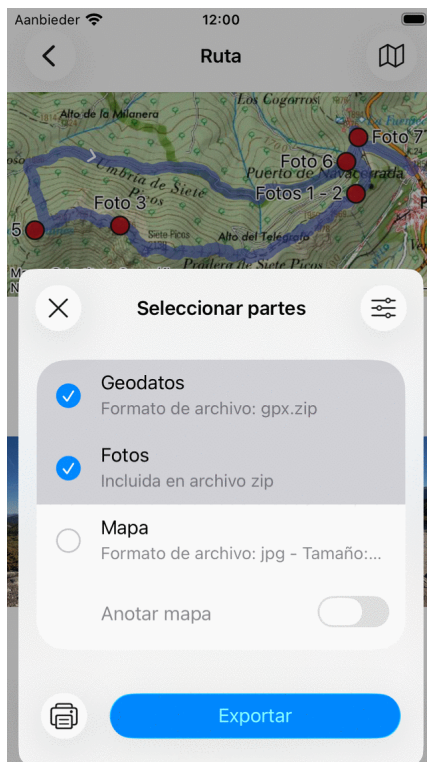 Aanbieder 12:00
Ruta
Los Cogorros
Alto de la Milanera
Foto 7
Foto 6
Umbria de Siete Picos
Puerto de Navacerrada
Fotos 1 - 2
Foto 3
5
Siete Picos
Alto del Telégrafo
Pradera de Siete Picos
Seleccionar partes
Geodatos
Formato de archivo: gpx.zip
Fotos
Incluida en archivo zip
Mapa
Formato de archivo: jpg - Tamaño:...
Anotar mapa
Exportar